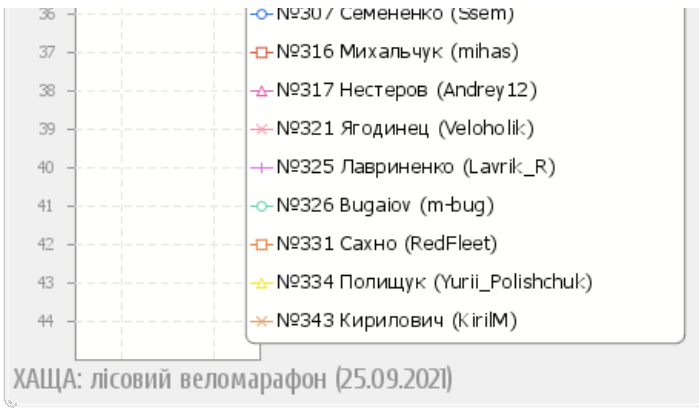 36 №307 Семененко (Ssem)
37 №316 Михальчук (mihas)
38 №317 Нестеров (Andrey12)
39 №321 Ягодинец (Veloholik)
40 №325 Лавриненко (Lavrik_R)
41 №326 Bugaiov (m-bug)
42 №331 Сахно (RedFleet)
43 №334 Полищук (Yurii_Polishchuk)
44 №343 Кирилович (KirilM)
ХАЩА: лісовий веломарафон (25.09.2021)